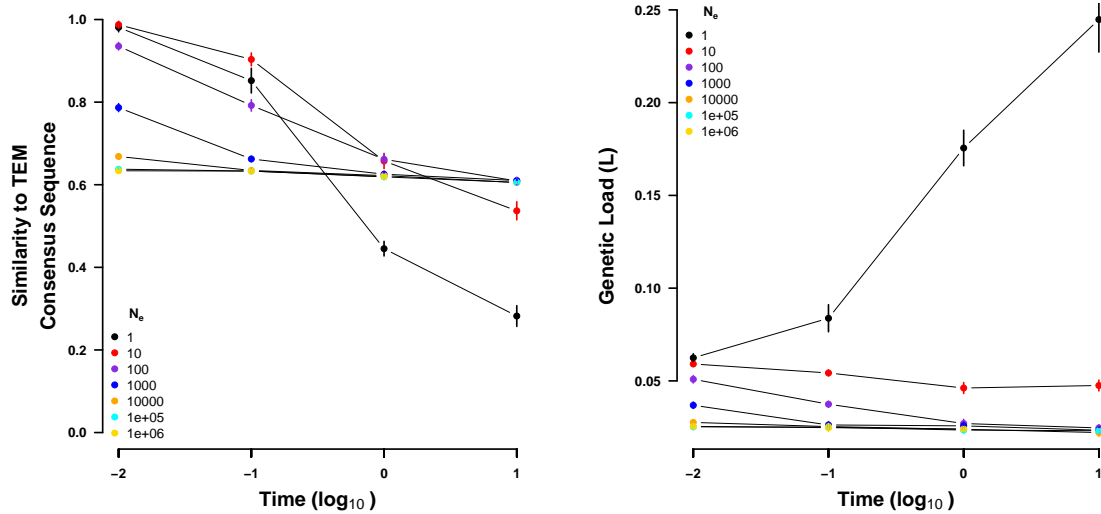 Similarity to TEM
Consensus Sequence
1.0
0.8
0.6
0.4
0.2
0.0
Ne
1
10
100
1000
10000
1e+05
1e+06
−2
−1
0
1
Time (log10 )
Genetic Load (L)
0.25
0.20
0.15
0.10
0.05
Ne
1
10
100
1000
10000
1e+05
1e+06
−2
−1
0
1
Time (log10 )